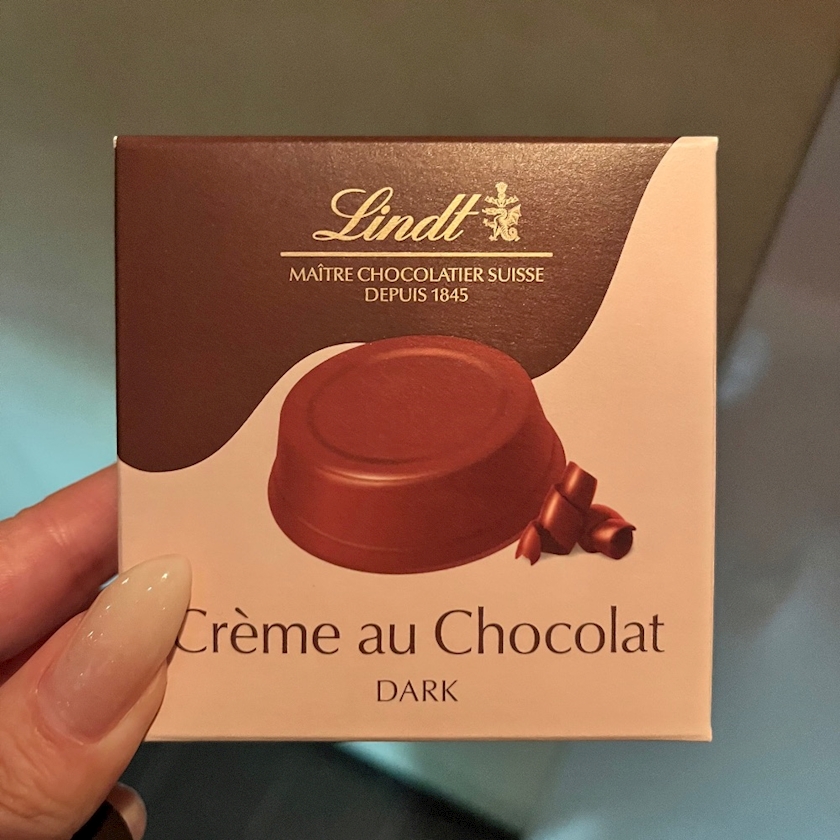 Lindt
MAÎTRE CHOCOLATIER SUISSE
DEPUIS 1845
Crème au Chocolat
DARK